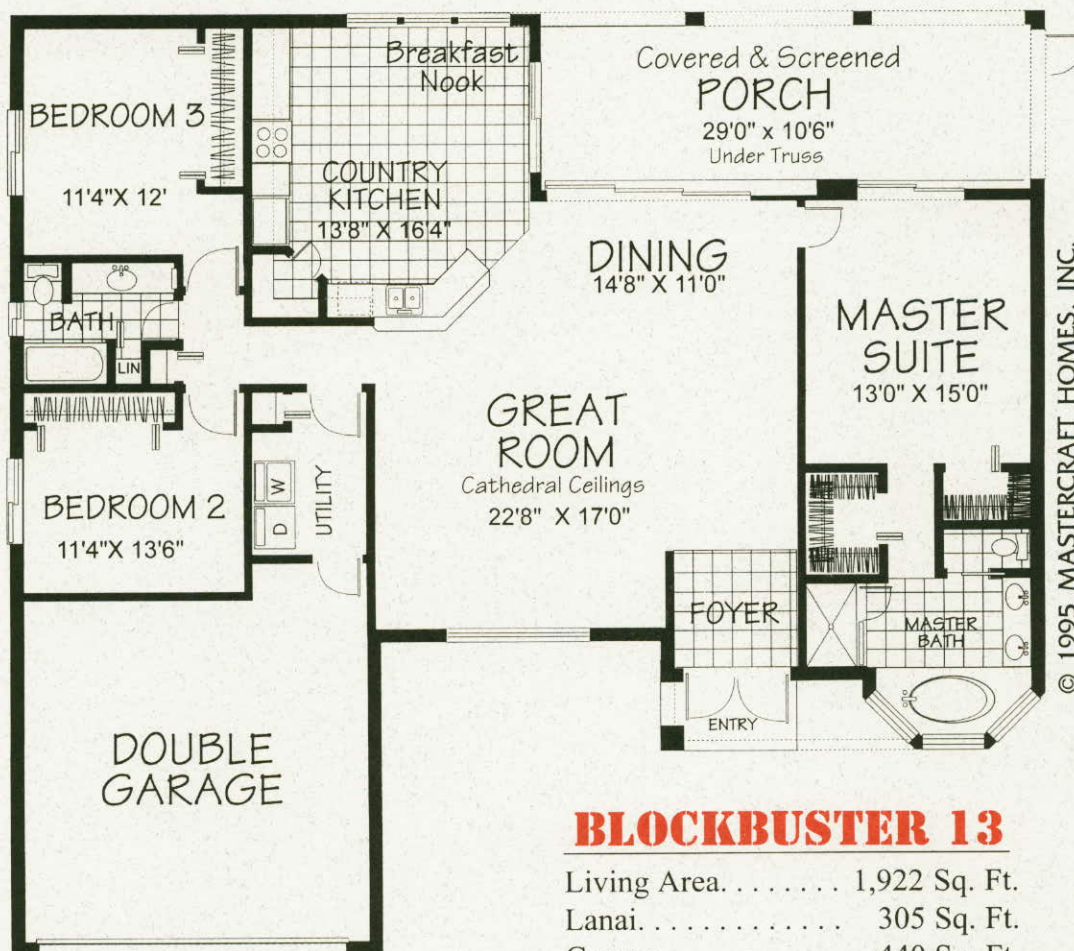 Breakfast
Nook
Covered & Screened
PORCH
29'0" x 10'6"
Under Truss
BEDROOM 3
11'4"X 12'
COUNTRY
KITCHEN
13'8" X 16'4"
DINING
14'8" X 11'0"
MASTER
SUITE
13'0" X 15'0"
BATH
LIN
GREAT
ROOM
Cathedral Ceilings
22'8" X 17'0"
BEDROOM 2
11'4"X 13'6"
W
D
UTILITY
FOYER
MASTER
BATH
ENTRY
DOUBLE
GARAGE
© 1995 MASTERCRAFT HOMES, INC.
BLOCKBUSTER 13
Living Area. . . . . . . . 1,922 Sq. Ft.
Lanai. . . . . . . . . . . . . 305 Sq. Ft.